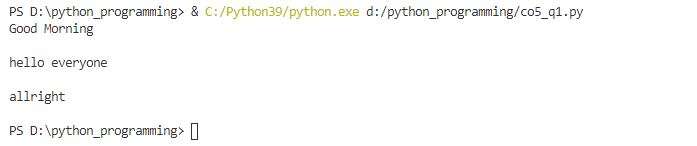 PS D:\python_programming> & C:/Python39/python.exe d:/python_programming/co5_q1.py
Good Morning
hello everyone
allright
PS D:\python_programming>